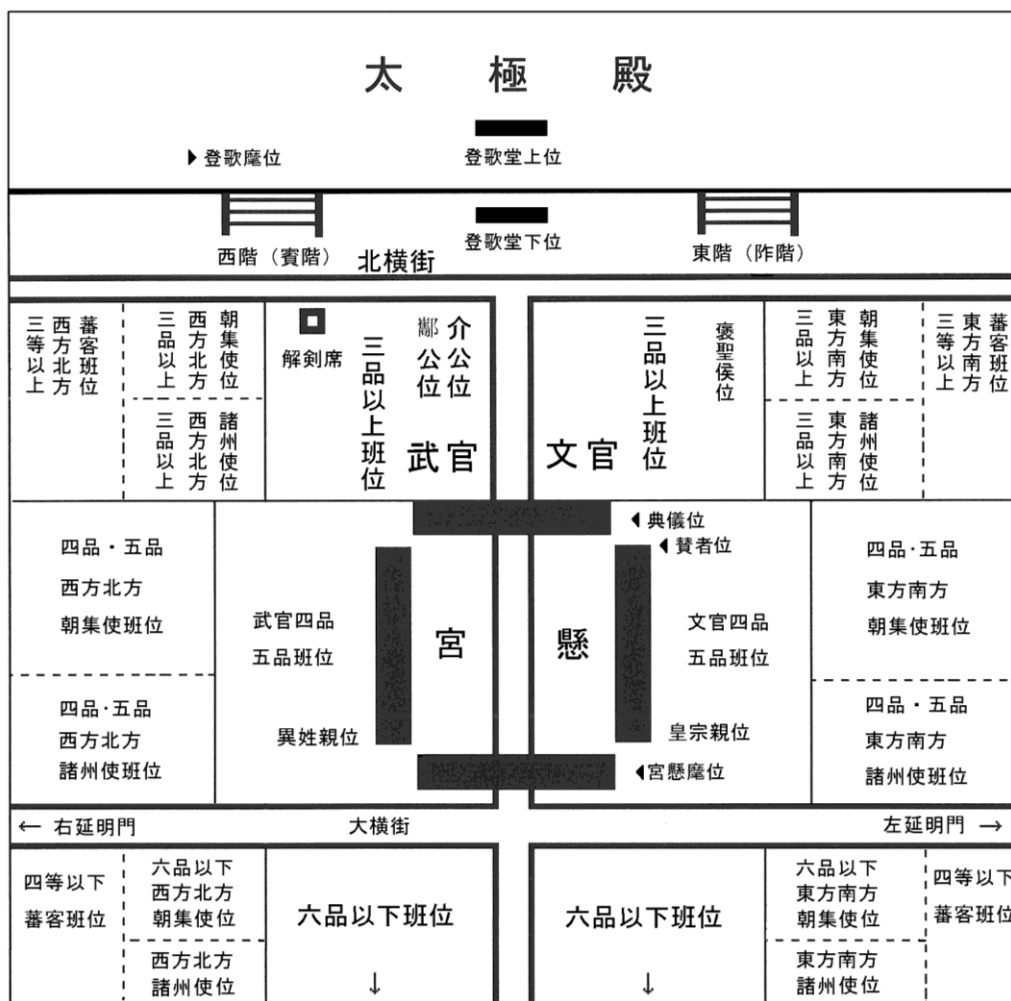 太極殿
登歌麾位
登歌堂上位
西階（賓階）
北横街
登歌堂下位
東階（阼階）
蕃客班位
西方北方
三等以上
朝集使位
西方北方
三品以上
諸州使位
西方北方
三品以上
解剣席
介公位
酅公位
三品以上班位
武官
褒聖侯位
三品以上班位
文官
朝集使位
東方南方
三品以上
諸州使位
東方南方
三品以上
蕃客班位
東方南方
三等以上
四品・五品
西方北方
朝集使班位
四品·五品
西方北方
諸州使班位
武官四品
五品班位
異姓親位
宮懸
典儀位
賛者位
文官四品
五品班位
皇宗親位
宮懸麾位
四品·五品
東方南方
朝集使班位
四品・五品
東方南方
諸州使班位
← 右延明門
大横街
左延明門 →
四等以下
蕃客班位
六品以下
西方北方
朝集使位
西方北方
諸州使位
六品以下班位
↓
六品以下班位
↓
六品以下
東方南方
朝集使位
東方南方
諸州使位
四等以下
蕃客班位